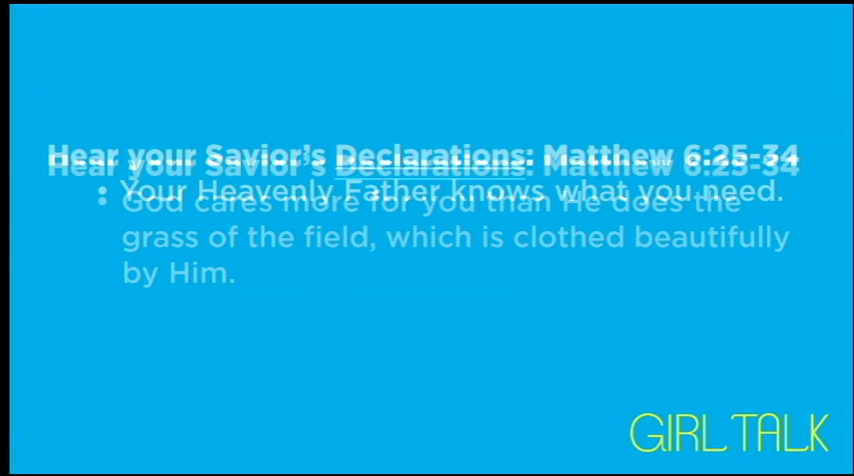 Hear your Savior's Declarations: Matthew 6:25-34
• Your Heavenly Father knows what you need.
• God cares more for you than He does the
grass of the field, which is clothed beautifully
by Him.
GIRL TALK